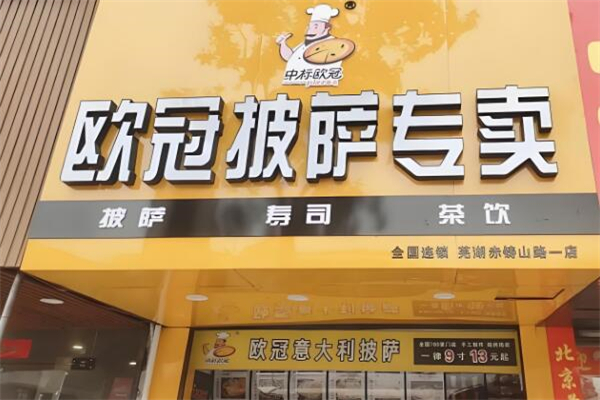 中标欧冠
欧冠披萨专卖
披萨 寿司 茶饮
全国连锁 芜湖赤铸山路一店
欧冠意大利披萨
一律9寸13元起
北京